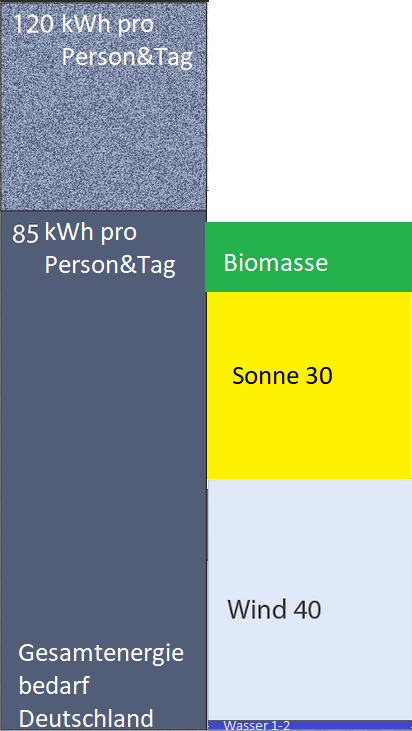 120 kWh pro
Person&Tag
85 kWh pro
Person&Tag
Biomasse
Sonne 30
Wind 40
Gesamtenergie
bedarf
Deutschland
Wasser 1-2